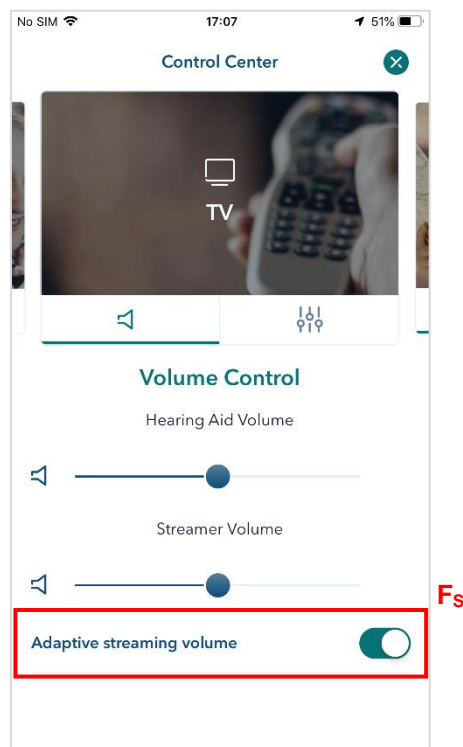 No SIM 17:07 51%
Control Center
TV
Volume Control
Hearing Aid Volume
Streamer Volume
FS
Adaptive streaming volume